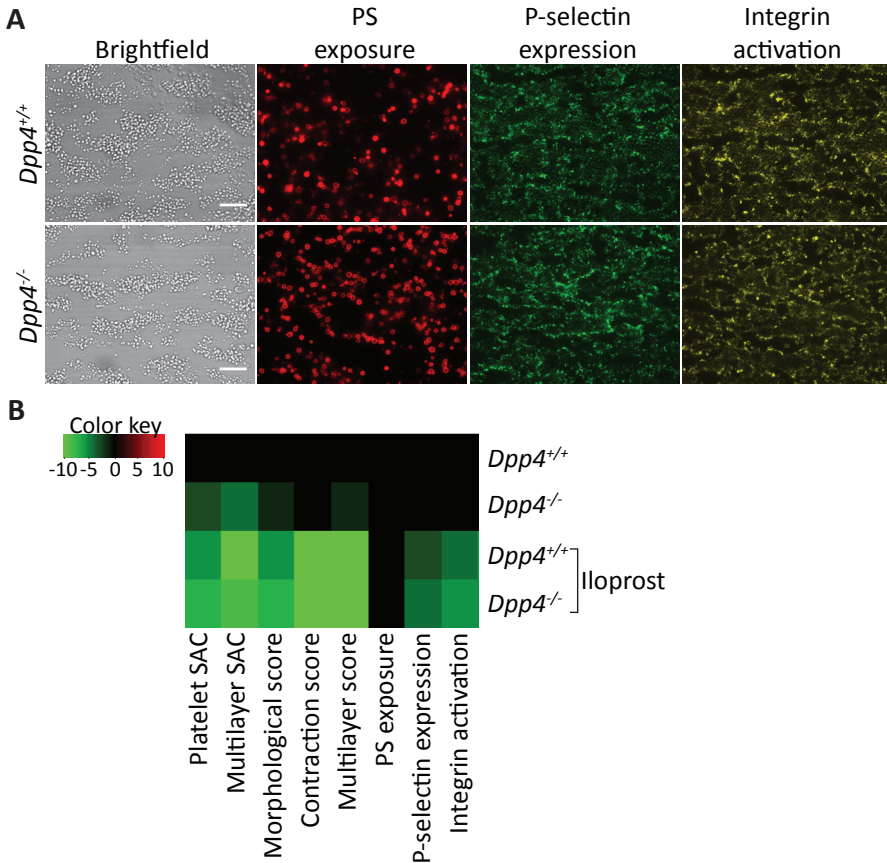 A
Brightfield
PS
exposure
P-selectin
expression
Integrin
activation
Dpp4+/+
Dpp4-/-
B
Color key
-10 -5 0 5 10
Dpp4+/+
Dpp4-/-
Dpp4+/+
Dpp4-/-
Iloprost
Platelet SAC
Multilayer SAC
Morphological score
Contraction score
Multilayer score
PS exposure
P-selectin expression
Integrin activation